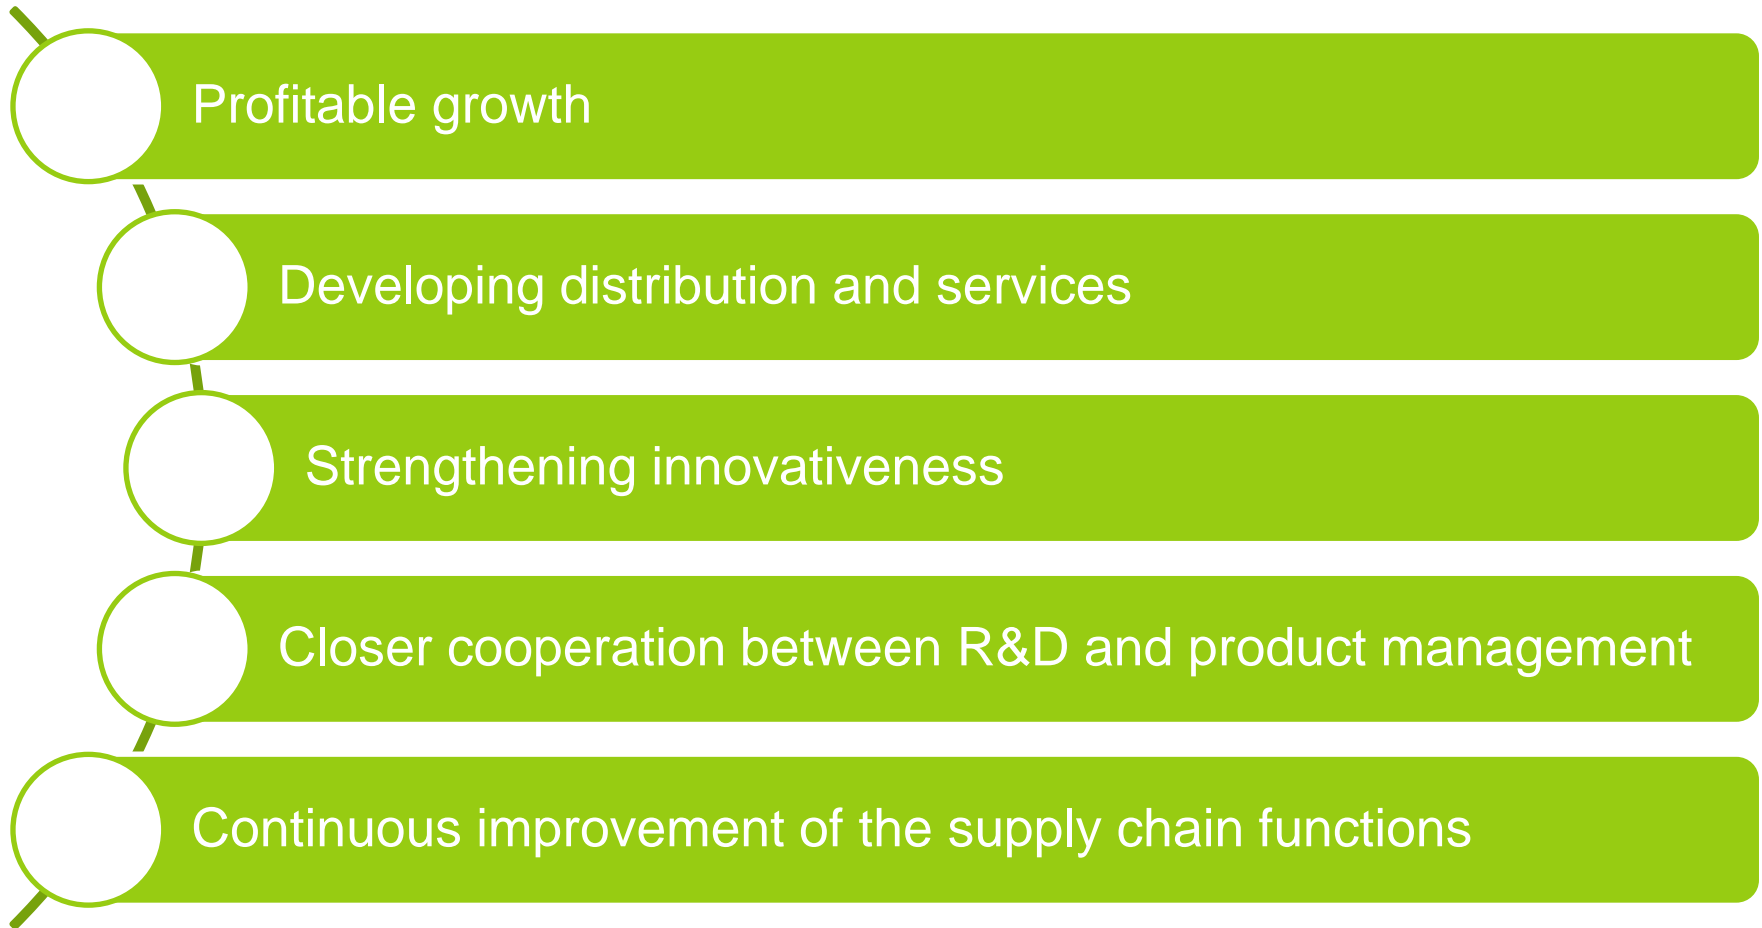 Profitable growth
Developing distribution and services
Strengthening innovativeness
Closer cooperation between R&D and product management
Continuous improvement of the supply chain functions